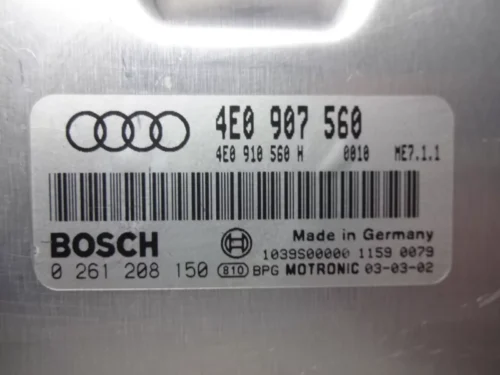 4E0 907 560
4E0 910 560 H 0010 ME7.1.1
BOSCH
Made in Germany
1039S00006 1159 0079
0 261 208 150 810 BPG MOTRONIC 03-03-02